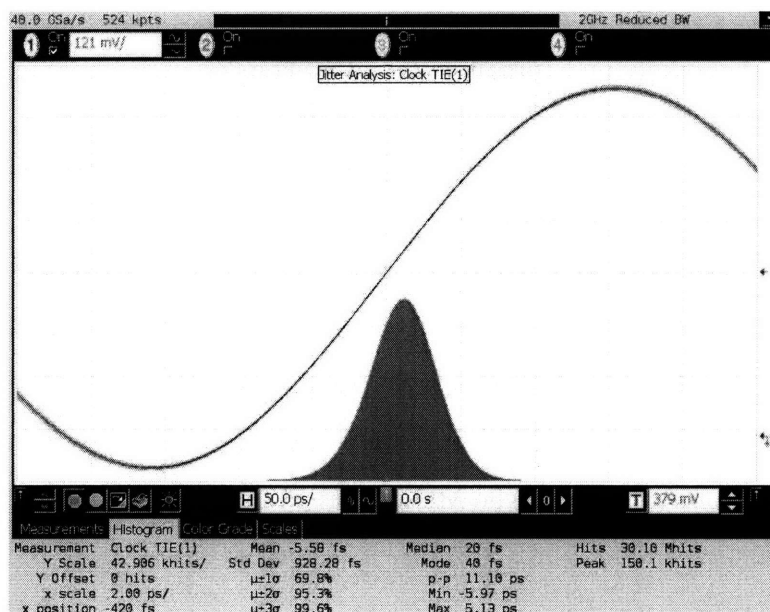 40.0 GSa/s 524 kpts 2GHz Reduced BW
1 On 121 mV/ 2 On 3 On 4 On
Jitter Analysis: Clock TIE(1)
H 50.0 ps/ 0.0 s 0 T 379 mV
Measurements Histogram Color Grade Scales
Measurement Clock TIE(1) Mean -5.50 fs Median 20 fs Hits 30.10 Mhits
Y Scale 42.906 khits/ Std Dev 928.20 fs Mode 40 fs Peak 150.1 khits
Y Offset 0 hits μ±1σ 69.8% p-p 11.10 ps
x scale 2.00 ps/ μ±2σ 95.3% Min -5.97 ps
x position -420 fs μ±3σ 99.6% Max 5.13 ps